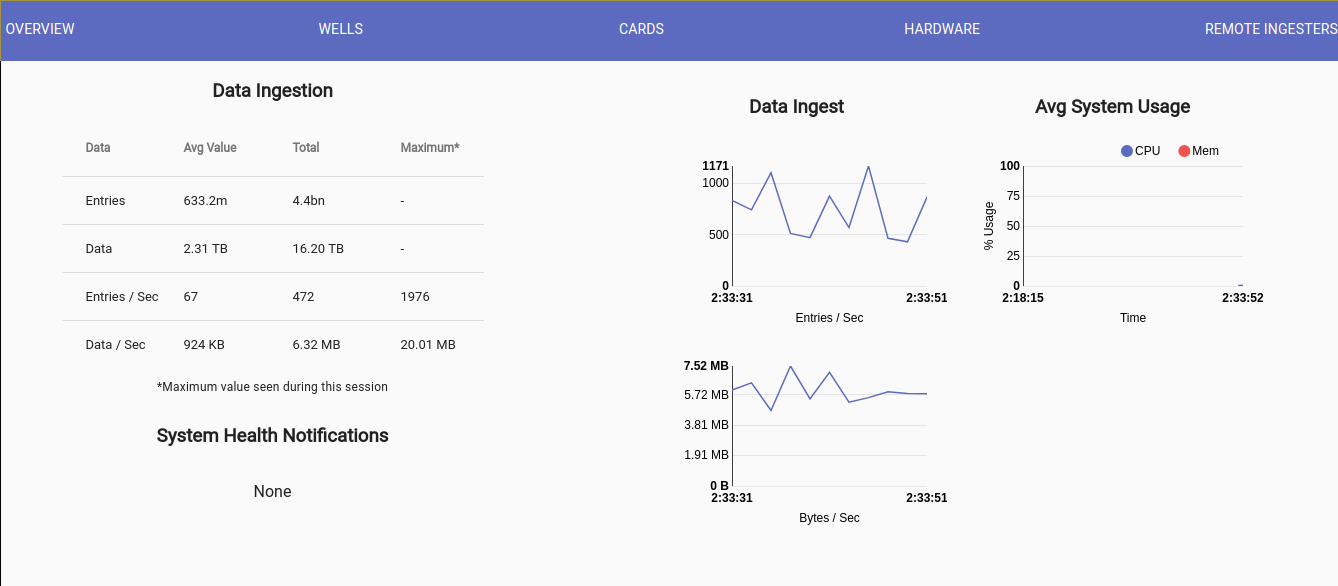 OVERVIEW WELLS CARDS HARDWARE REMOTE INGESTERS
Data Ingestion
Data Avg Value Total Maximum*
Entries 633.2m 4.4bn -
Data 2.31 TB 16.20 TB -
Entries / Sec 67 472 1976
Data / Sec 924 KB 6.32 MB 20.01 MB
*Maximum value seen during this session
System Health Notifications
None
Data Ingest
1171
1000
500
0
2:33:31 2:33:51
Entries / Sec
7.52 MB
5.72 MB
3.81 MB
1.91 MB
0 B
2:33:31 2:33:51
Bytes / Sec
Avg System Usage
CPU Mem
100
75
50
25
0
% Usage
2:18:15 2:33:52
Time